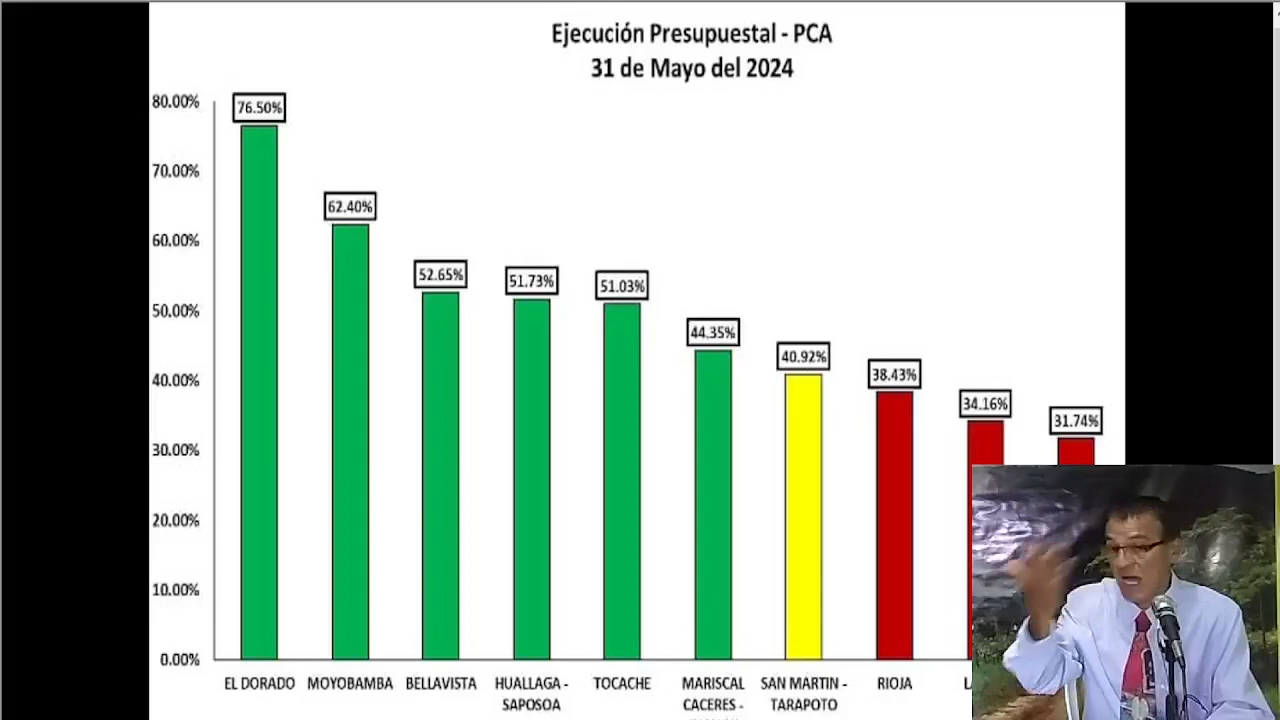 Ejecución Presupuestal - PCA
31 de Mayo del 2024
80.00%
70.00%
60.00%
50.00%
40.00%
30.00%
20.00%
10.00%
0.00%
76.50%
62.40%
52.65%
51.73%
51.03%
44.35%
40.92%
38.43%
34.16%
31.74%
EL DORADO
MOYOBAMBA
BELLAVISTA
HUALLAGA -
SAPOSOA
TOCACHE
MARISCAL
CACERES -
SAN MARTIN -
TARAPOTO
RIOJA